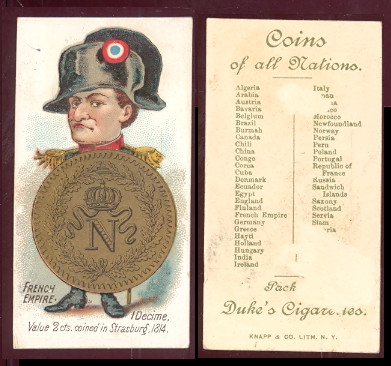 N
FRENCH
EMPIRE.
1 Decime,
Value 2 cts. coined in Strasburg, 1814.
Coins
of all Nations.
Algeria
Arabia
Austria
Bavaria
Belgium
Brasil
Burmah
Canada
Chili
China
Congo
Corea
Cuba
Denmark
Ecuador
Egypt
England
Finland
French Empire
Germany
Greece
Hayti
Holland
Hungary
India
Ireland
Italy
Morocco
Newfoundland
Norway
Persia
Peru
Poland
Portugal
Republic of
France
Russia
Sandwich
Islands
Saxony
Scotland
Servia
Siam
Pack
Duke's
KNAPP & CO. LITH. N. Y.